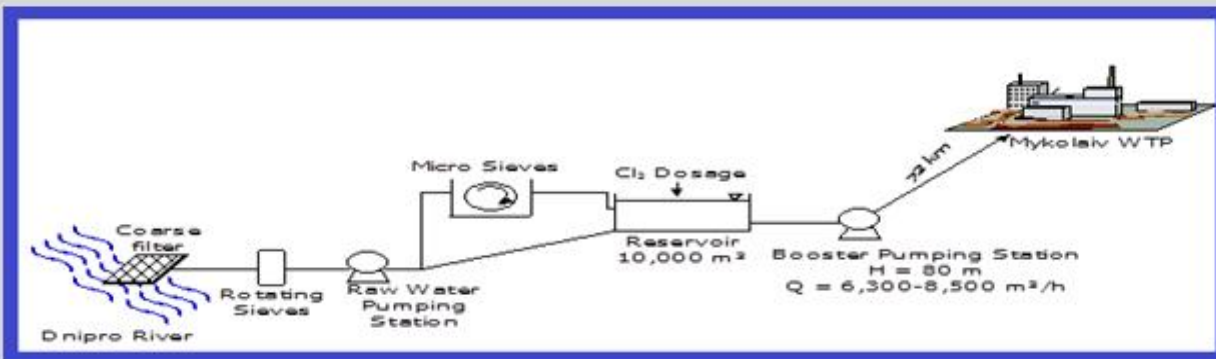 Coarse
filter
Dnipro River
Rotating
Sieves
Raw Water
Pumping
Station
Micro Sieves
Cl₂ Dosage
Reservoir
10,000 m³
Booster Pumping Station
H = 80 m
Q = 6,300-8,500 m³/h
72 km
Mykolaiv WTP